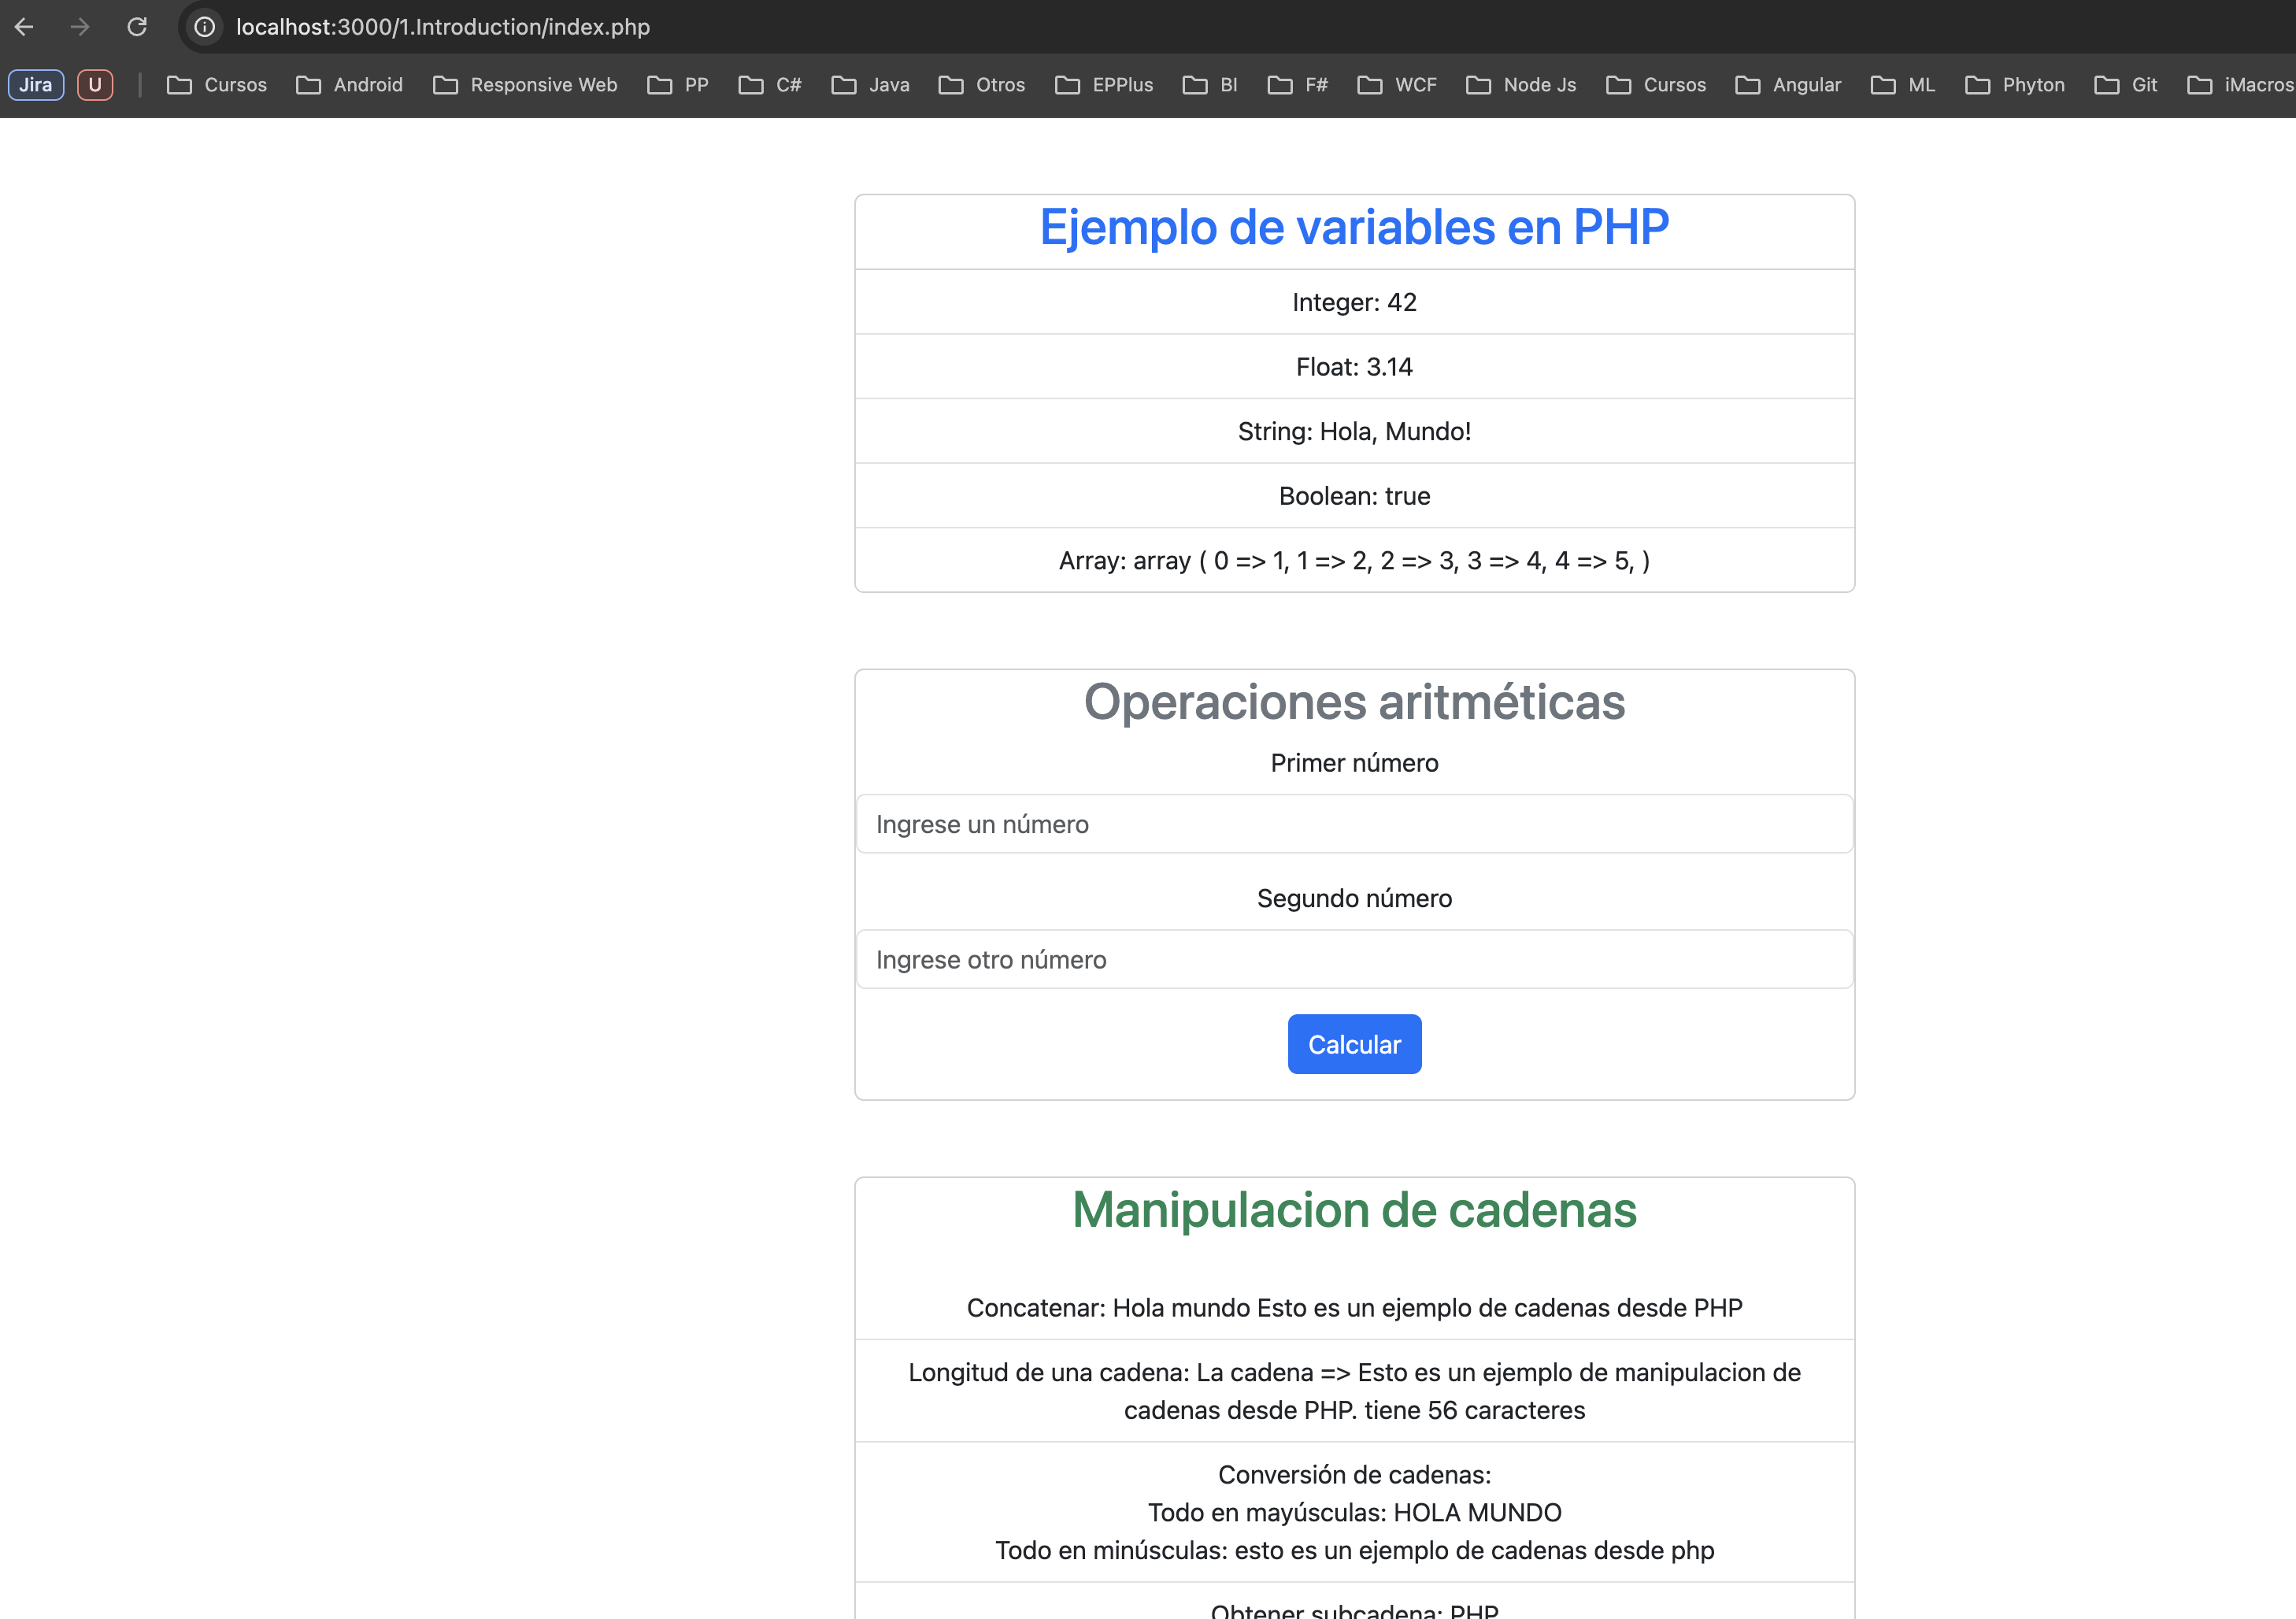 localhost:3000/1.Introduction/index.php
Jira U Cursos Android Responsive Web PP C# Java Otros EPPlus BI F# WCF Node Js Cursos Angular ML Phyton Git iMacros
Ejemplo de variables en PHP
Integer: 42
Float: 3.14
String: Hola, Mundo!
Boolean: true
Array: array ( 0 => 1, 1 => 2, 2 => 3, 3 => 4, 4 => 5, )
Operaciones aritméticas
Primer número
Ingrese un número
Segundo número
Ingrese otro número
Calcular
Manipulacion de cadenas
Concatenar: Hola mundo Esto es un ejemplo de cadenas desde PHP
Longitud de una cadena: La cadena => Esto es un ejemplo de manipulacion de
cadenas desde PHP. tiene 56 caracteres
Conversión de cadenas:
Todo en mayúsculas: HOLA MUNDO
Todo en minúsculas: esto es un ejemplo de cadenas desde php
Obtener subcadena: PHP